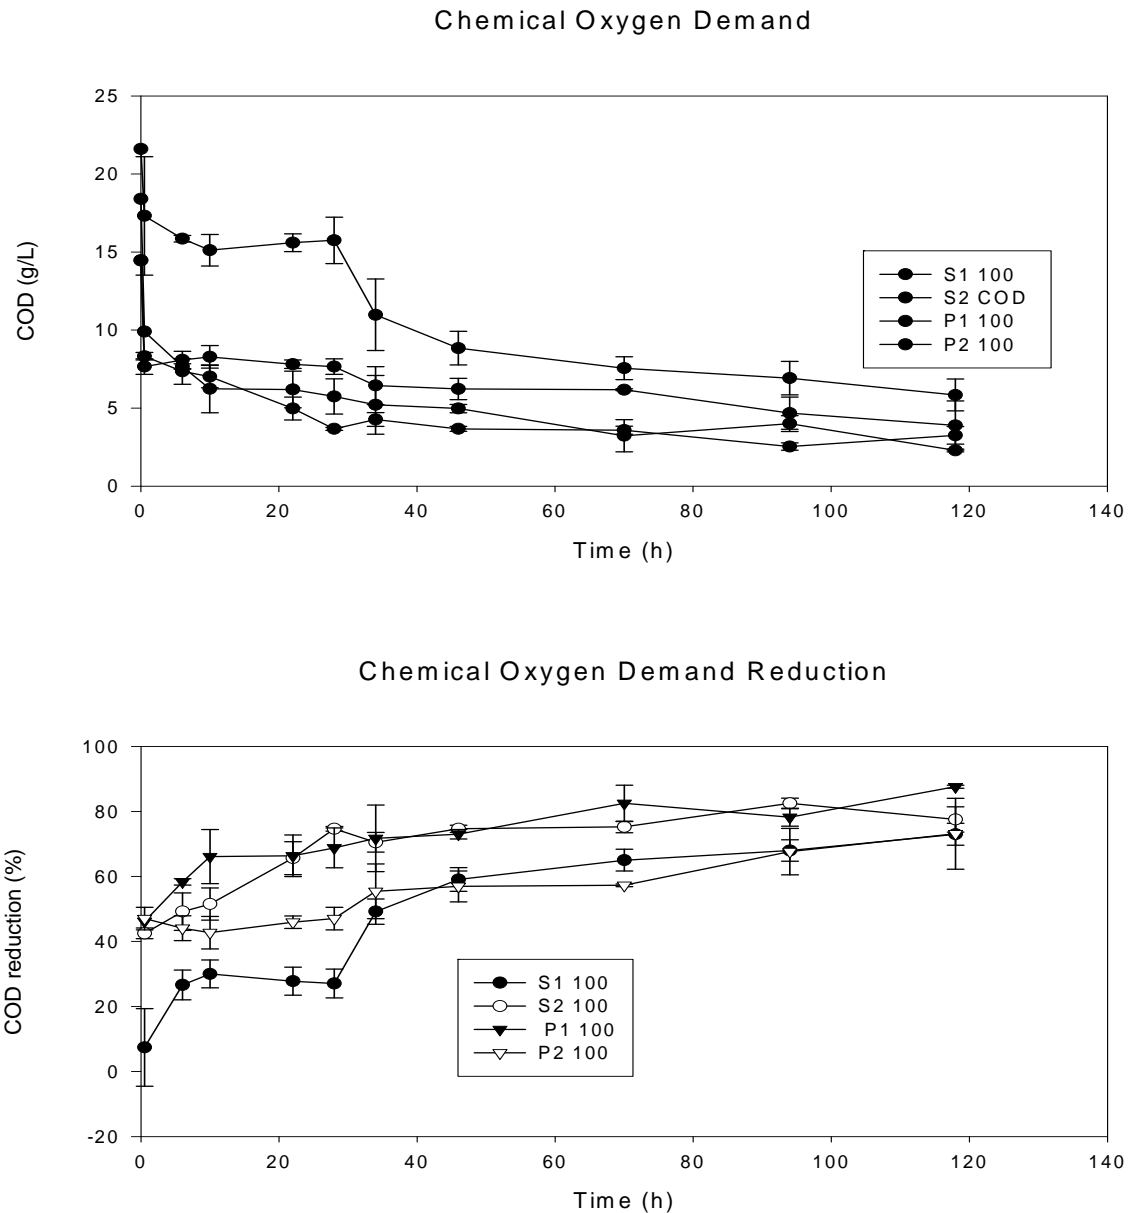 Chemical Oxygen Demand
25
20
15
10
5
0
COD (g/L)
S1 100
S2 COD
P1 100
P2 100
0 20 40 60 80 100 120 140
Time (h)
Chemical Oxygen Demand Reduction
100
80
60
40
20
0
-20
COD reduction (%)
S1 100
S2 100
P1 100
P2 100
0 20 40 60 80 100 120 140
Time (h)